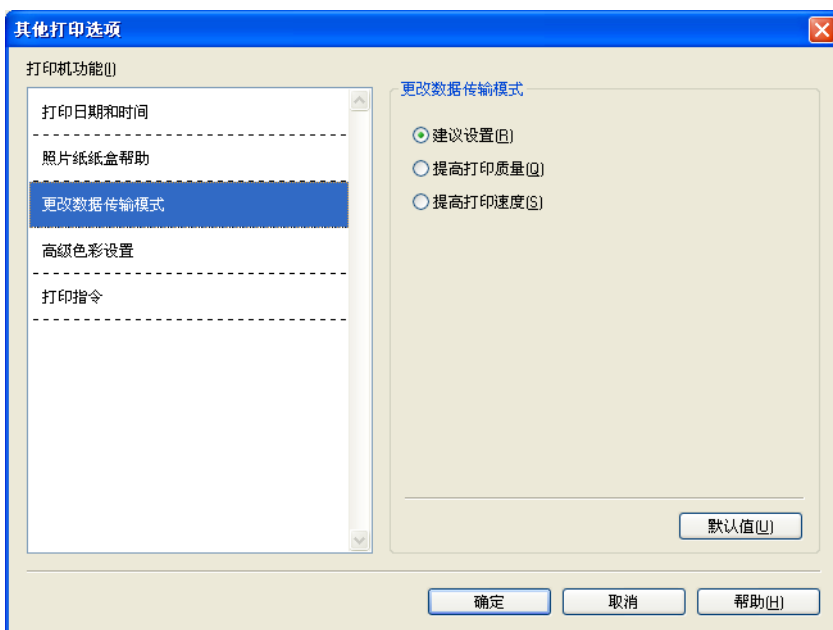 其他打印选项
打印机功能(I)
打印日期和时间
照片纸纸盒帮助
更改数据传输模式
高级色彩设置
打印指令
更改数据传输模式
建议设置(R)
提高打印质量(Q)
提高打印速度(S)
默认值(U)
确定 取消 帮助(H)